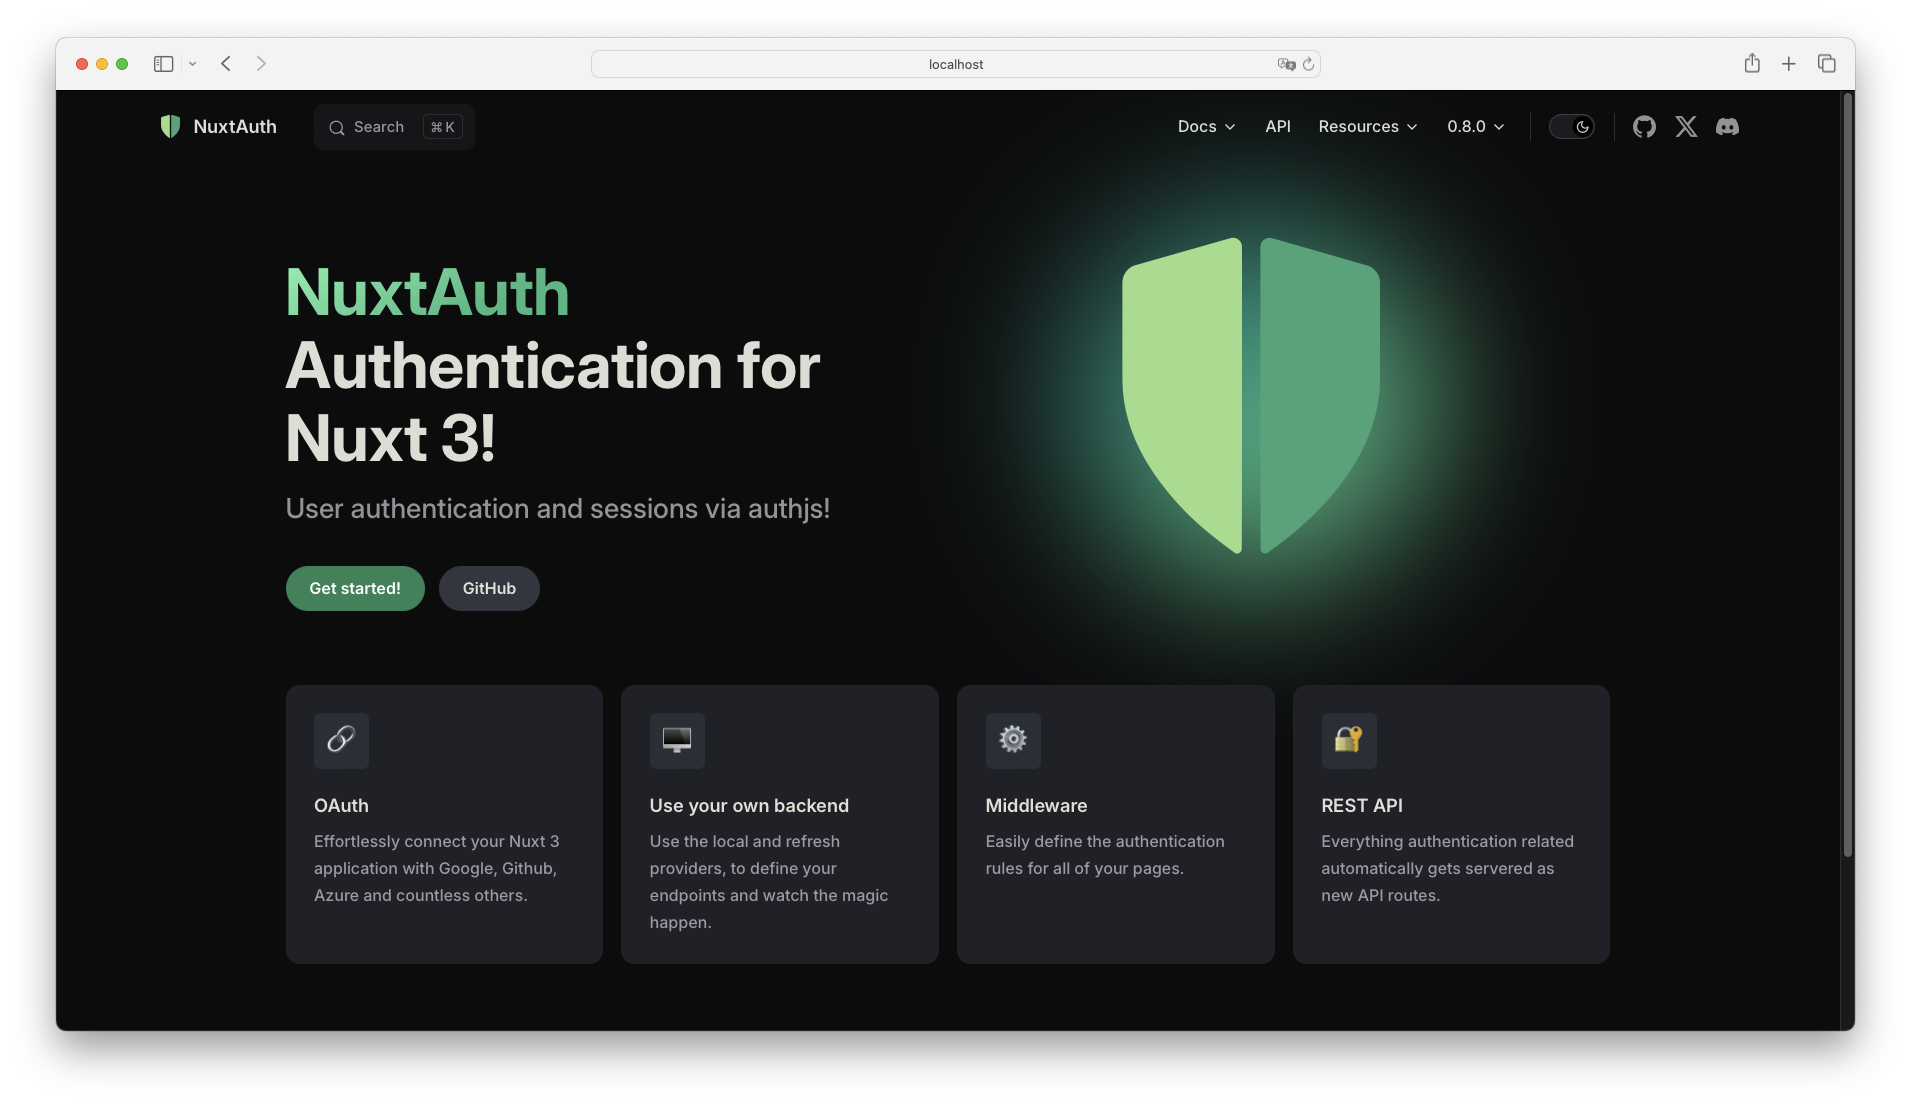 localhost
NuxtAuth
Search ⌘ K
Docs
API
Resources
0.8.0
NuxtAuth
Authentication for
Nuxt 3!
User authentication and sessions via authjs!
Get started!
GitHub
OAuth
Effortlessly connect your Nuxt 3
application with Google, Github,
Azure and countless others.
Use your own backend
Use the local and refresh
providers, to define your
endpoints and watch the magic
happen.
Middleware
Easily define the authentication
rules for all of your pages.
REST API
Everything authentication related
automatically gets servered as
new API routes.